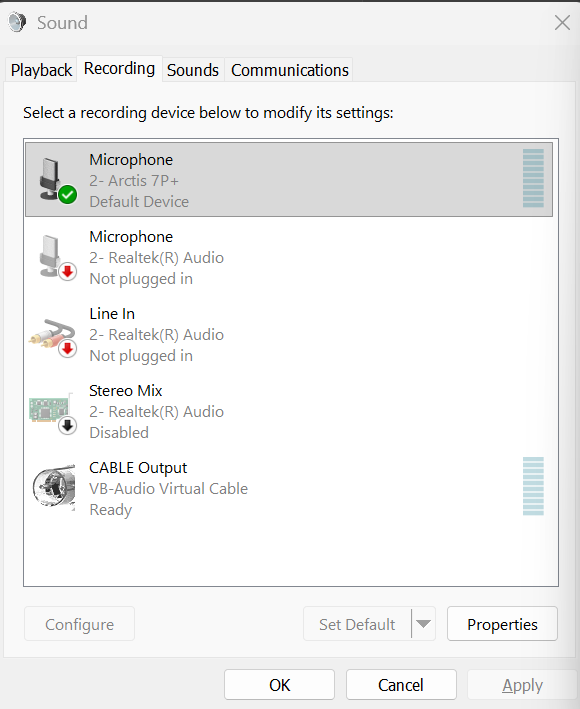 Sound
Playback Recording Sounds Communications
Select a recording device below to modify its settings:
Microphone
2- Arctis 7P+
Default Device
Microphone
2- Realtek(R) Audio
Not plugged in
Line In
2- Realtek(R) Audio
Not plugged in
Stereo Mix
2- Realtek(R) Audio
Disabled
CABLE Output
VB-Audio Virtual Cable
Ready
Configure Set Default Properties
OK Cancel Apply